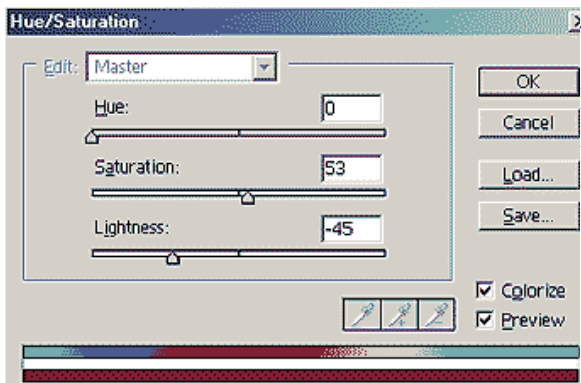 Hue/Saturation
Edit: Master
OK
Hue: 0
Cancel
Saturation: 53
Load...
Lightness: -45
Save...
Colorize
Preview